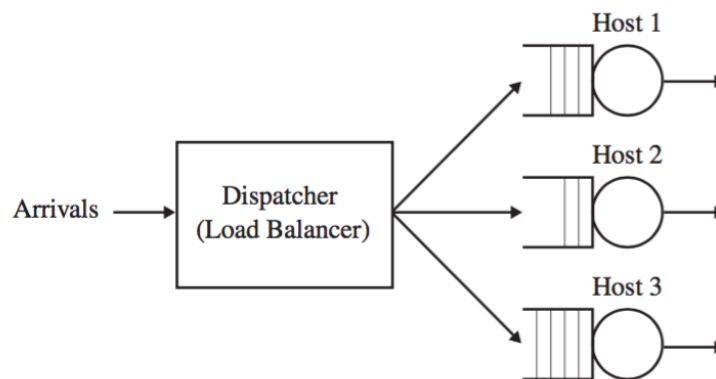 Host 1
Host 2
Arrivals
Dispatcher
(Load Balancer)
Host 3